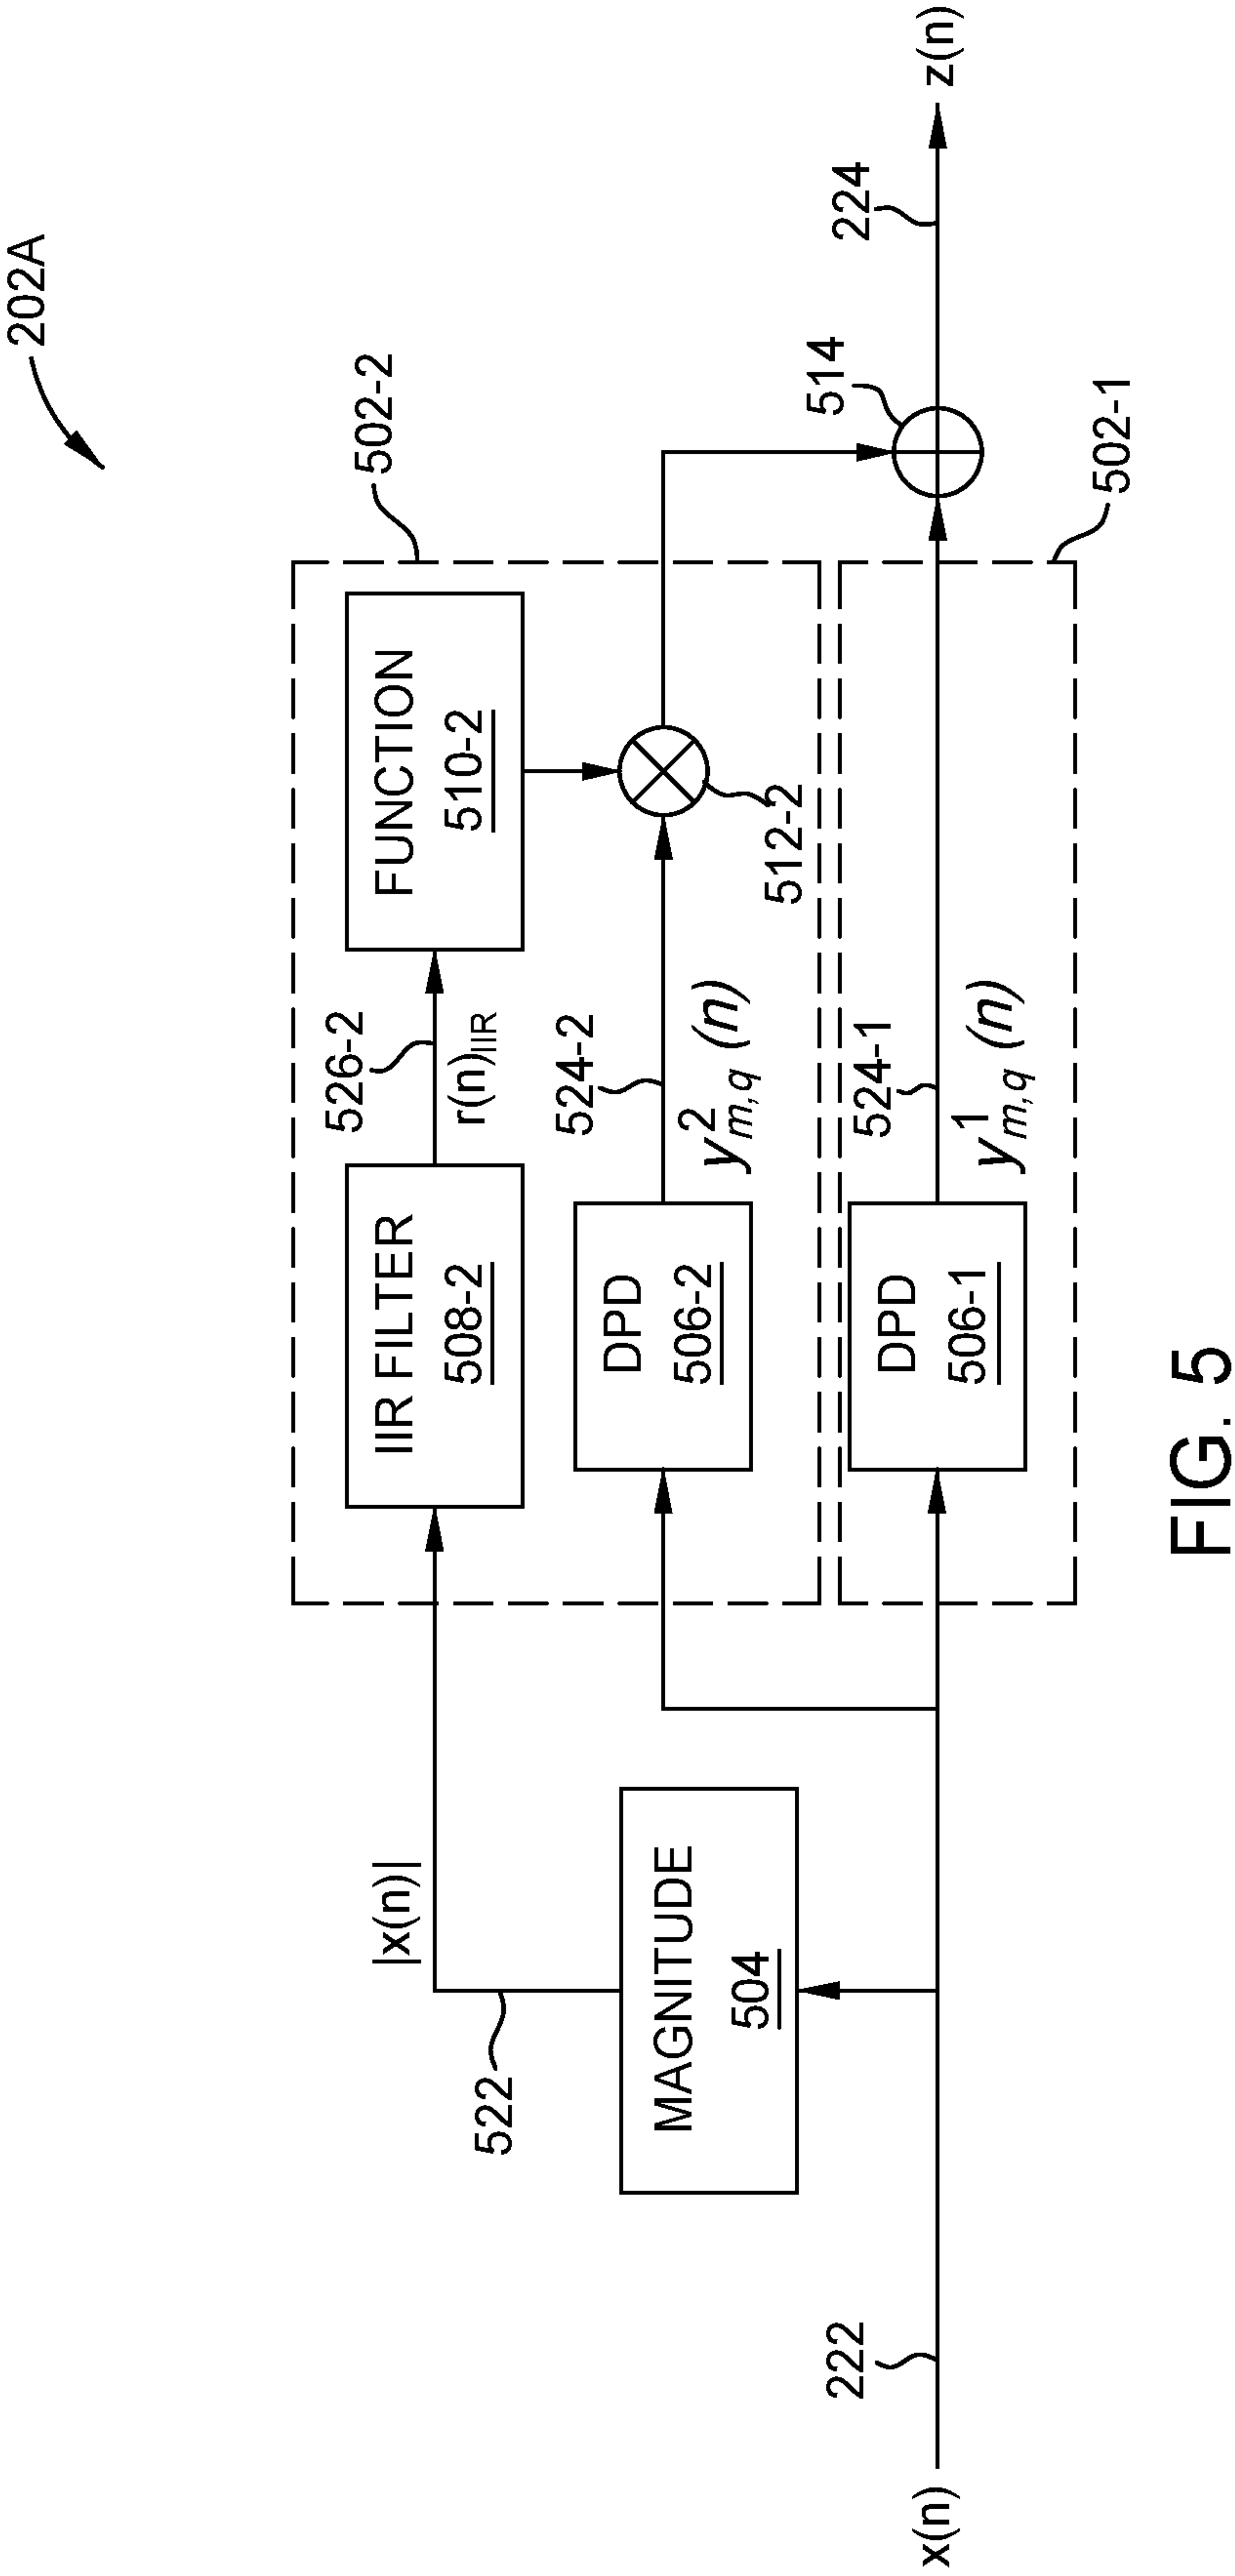 202A
502-2
FUNCTION
510-2
526-2
r(n)IIR
IIR FILTER
508-2
|x(n)|
522
MAGNITUDE
504
DPD
506-2
524-2
y²m,q (n)
512-2
514
224
z(n)
502-1
DPD
506-1
524-1
y¹m,q (n)
222
x(n)
FIG. 5